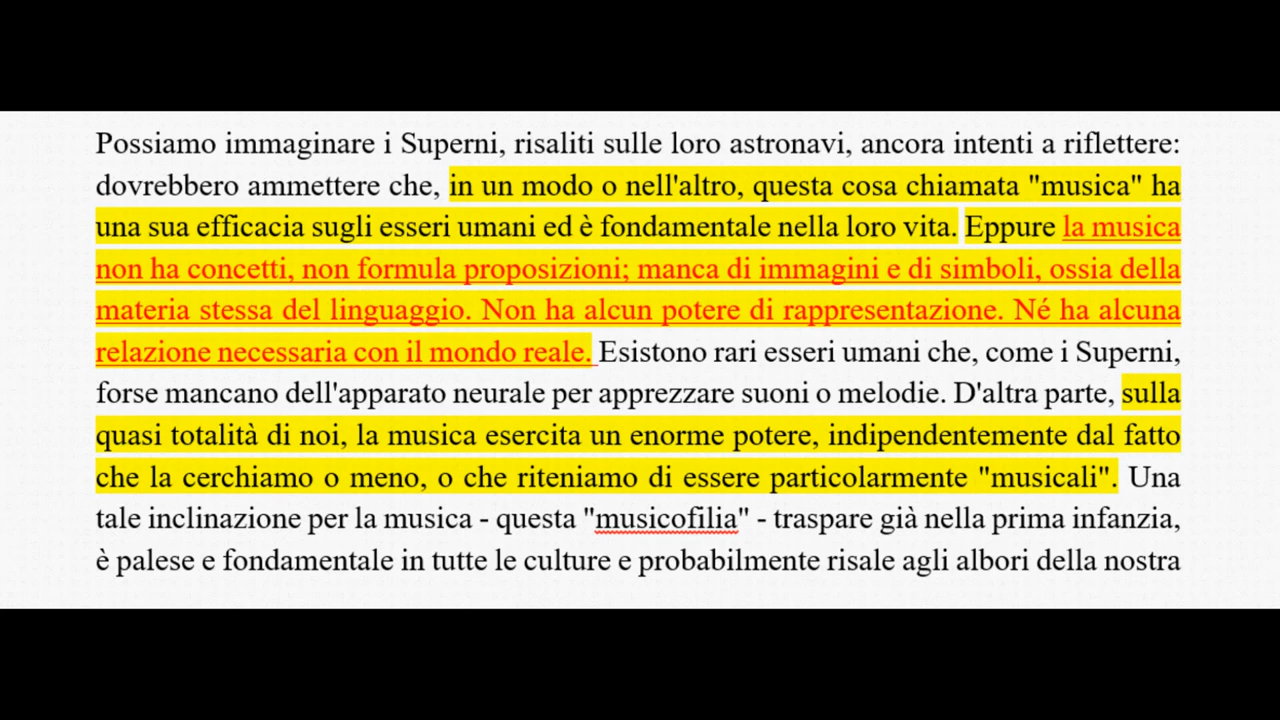 Possiamo immaginare i Superni, risaliti sulle loro astronavi, ancora intenti a riflettere:
dovrebbero ammettere che, in un modo o nell'altro, questa cosa chiamata "musica" ha
una sua efficacia sugli esseri umani ed è fondamentale nella loro vita. Eppure la musica
non ha concetti, non formula proposizioni; manca di immagini e di simboli, ossia della
materia stessa del linguaggio. Non ha alcun potere di rappresentazione. Né ha alcuna
relazione necessaria con il mondo reale. Esistono rari esseri umani che, come i Superni,
forse mancano dell'apparato neurale per apprezzare suoni o melodie. D'altra parte, sulla
quasi totalità di noi, la musica esercita un enorme potere, indipendentemente dal fatto
che la cerchiamo o meno, o che riteniamo di essere particolarmente "musicali". Una
tale inclinazione per la musica - questa "musicofilia" - traspare già nella prima infanzia,
è palese e fondamentale in tutte le culture e probabilmente risale agli albori della nostra